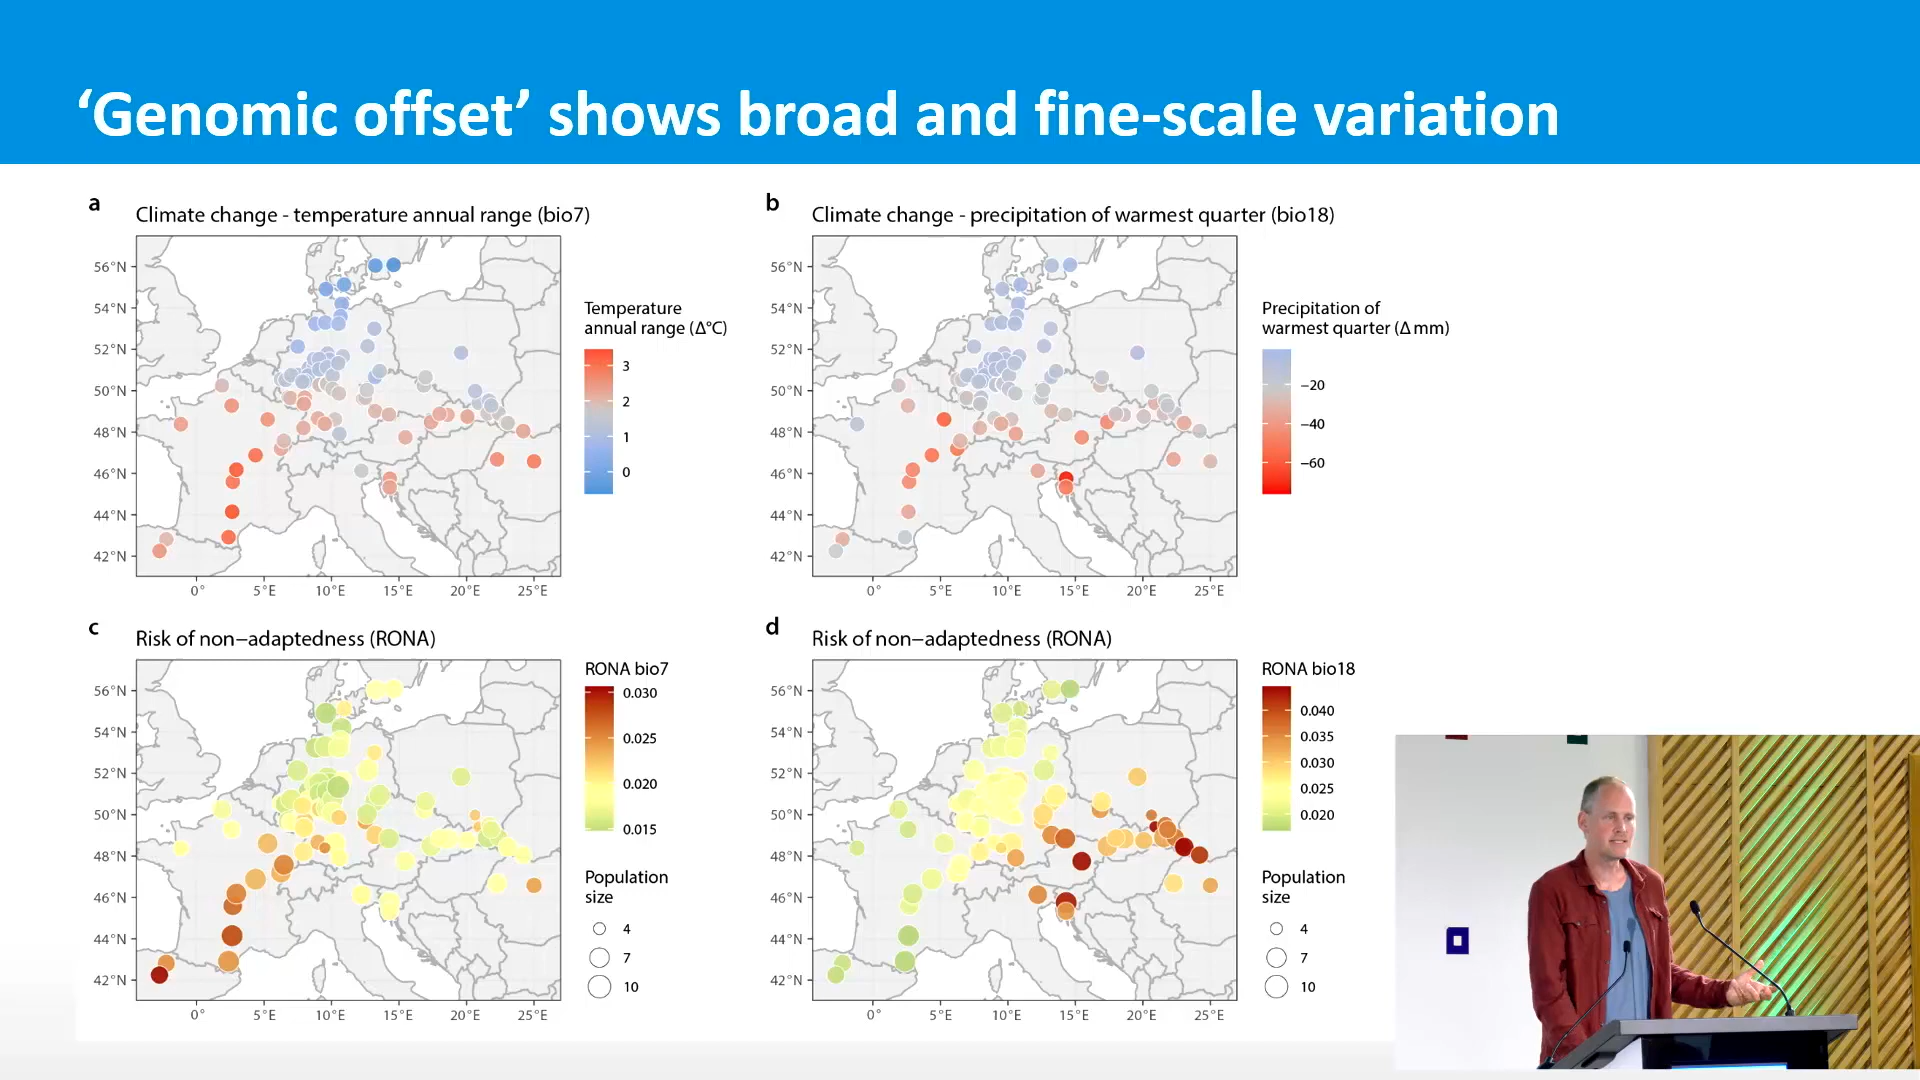 ‘Genomic offset’ shows broad and fine-scale variation
a
Climate change - temperature annual range (bio7)
56°N
54°N
52°N
50°N
48°N
46°N
44°N
42°N
0°
5°E
10°E
15°E
20°E
25°E
Temperature
annual range (Δ°C)
3
2
1
0
b
Climate change - precipitation of warmest quarter (bio18)
56°N
54°N
52°N
50°N
48°N
46°N
44°N
42°N
0°
5°E
10°E
15°E
20°E
25°E
Precipitation of
warmest quarter (Δ mm)
−20
−40
−60
c
Risk of non−adaptedness (RONA)
56°N
54°N
52°N
50°N
48°N
46°N
44°N
42°N
0°
5°E
10°E
15°E
20°E
25°E
RONA bio7
0.030
0.025
0.020
0.015
Population
size
4
7
10
d
Risk of non−adaptedness (RONA)
56°N
54°N
52°N
50°N
48°N
46°N
44°N
42°N
0°
5°E
10°E
15°E
20°E
25°E
RONA bio18
0.040
0.035
0.030
0.025
0.020
Population
size
4
7
10